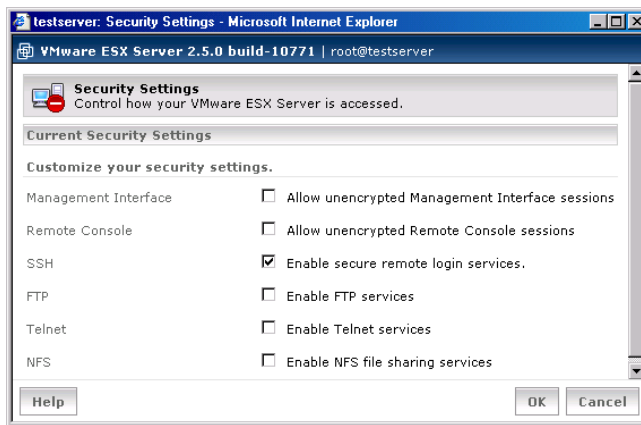 testserver: Security Settings - Microsoft Internet Explorer
VMware ESX Server 2.5.0 build-10771 | root@testserver
Security Settings
Control how your VMware ESX Server is accessed.
Current Security Settings
Customize your security settings.
Management Interface Allow unencrypted Management Interface sessions
Remote Console Allow unencrypted Remote Console sessions
SSH Enable secure remote login services.
FTP Enable FTP services
Telnet Enable Telnet services
NFS Enable NFS file sharing services
Help OK Cancel